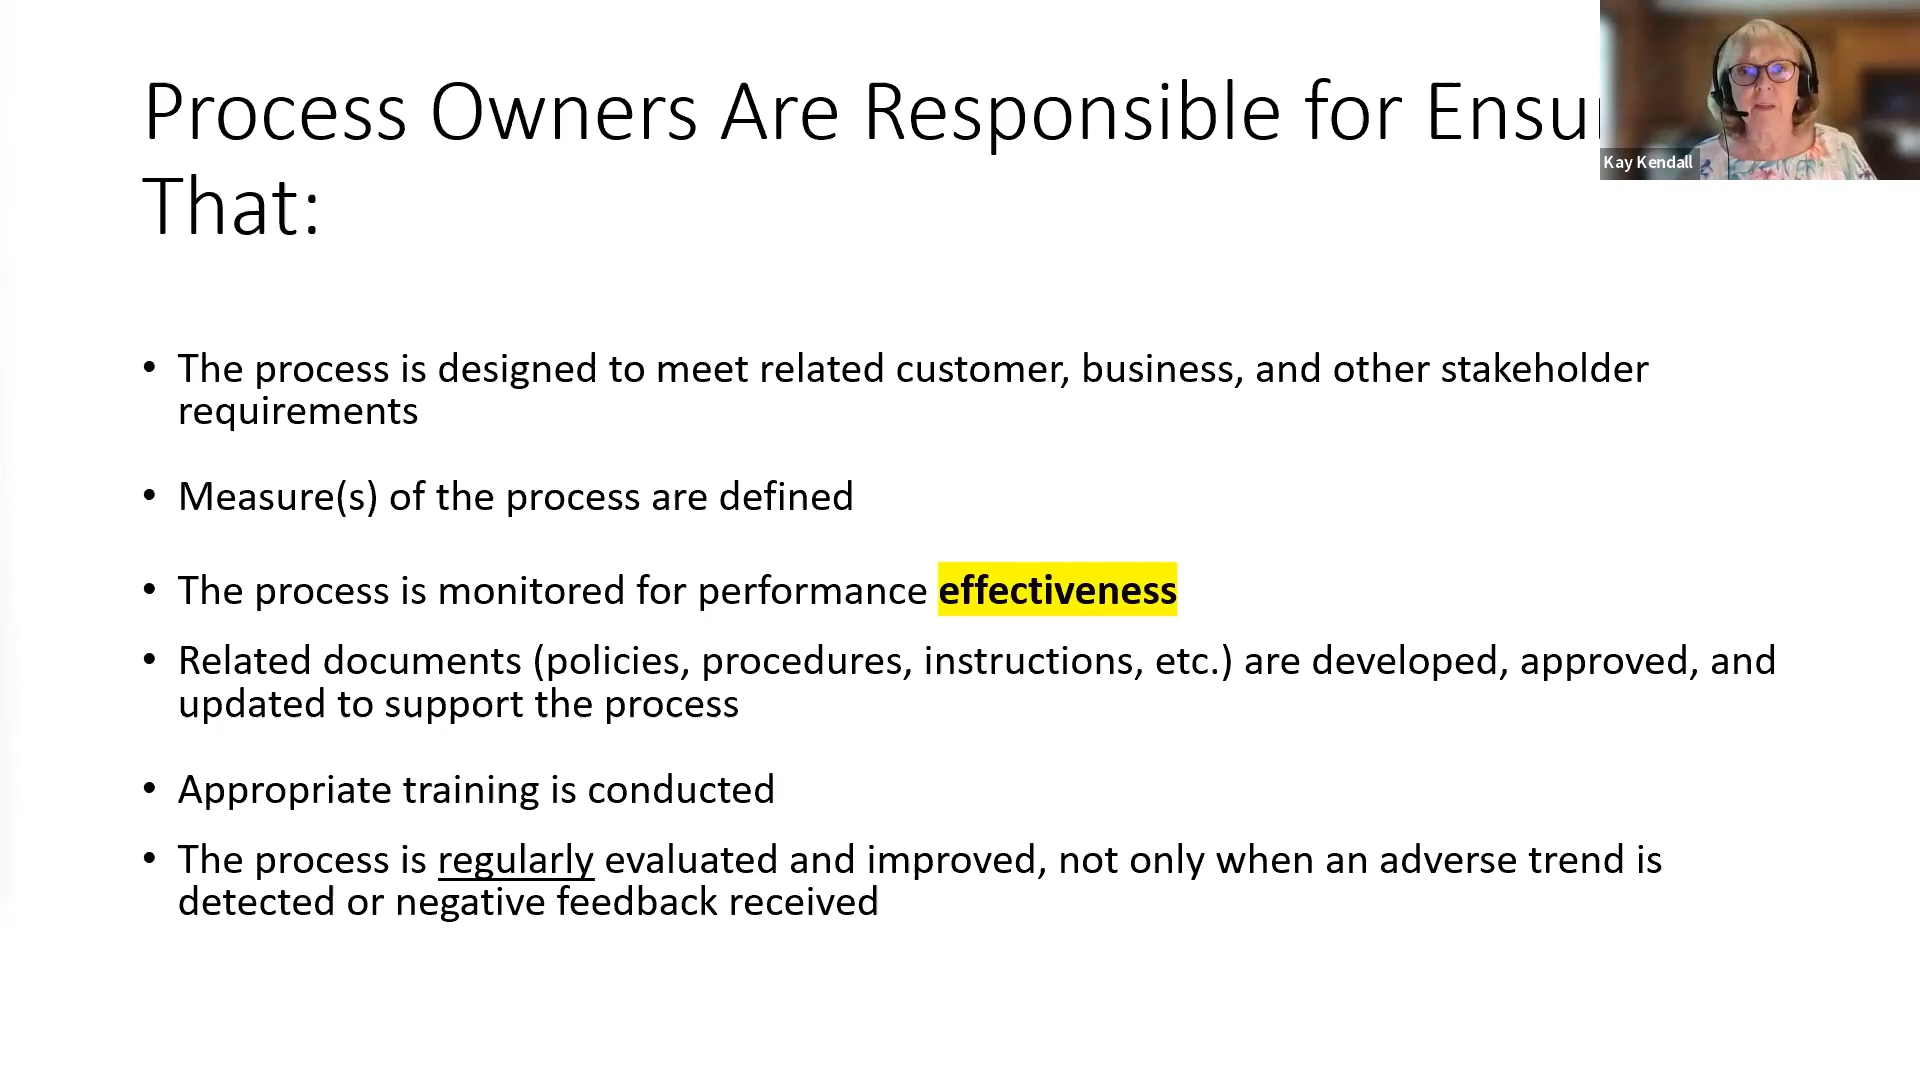 Process Owners Are Responsible for Ensu
That:
Kay Kendall
• The process is designed to meet related customer, business, and other stakeholder
requirements
• Measure(s) of the process are defined
• The process is monitored for performance effectiveness
• Related documents (policies, procedures, instructions, etc.) are developed, approved, and
updated to support the process
• Appropriate training is conducted
• The process is regularly evaluated and improved, not only when an adverse trend is
detected or negative feedback received